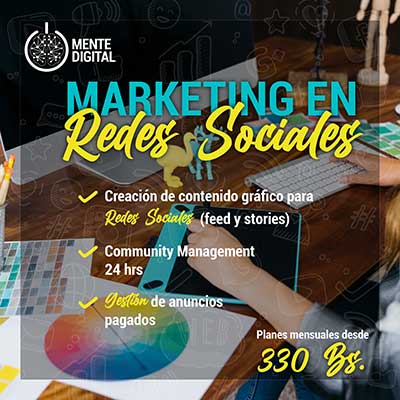 MENTE
DIGITAL
MARKETING EN
Redes Sociales
Creación de contenido gráfico para
Redes Sociales (feed y stories)
Community Management
24 hrs
Gestión de anuncios
pagados
Planes mensuales desde
330 Bs.